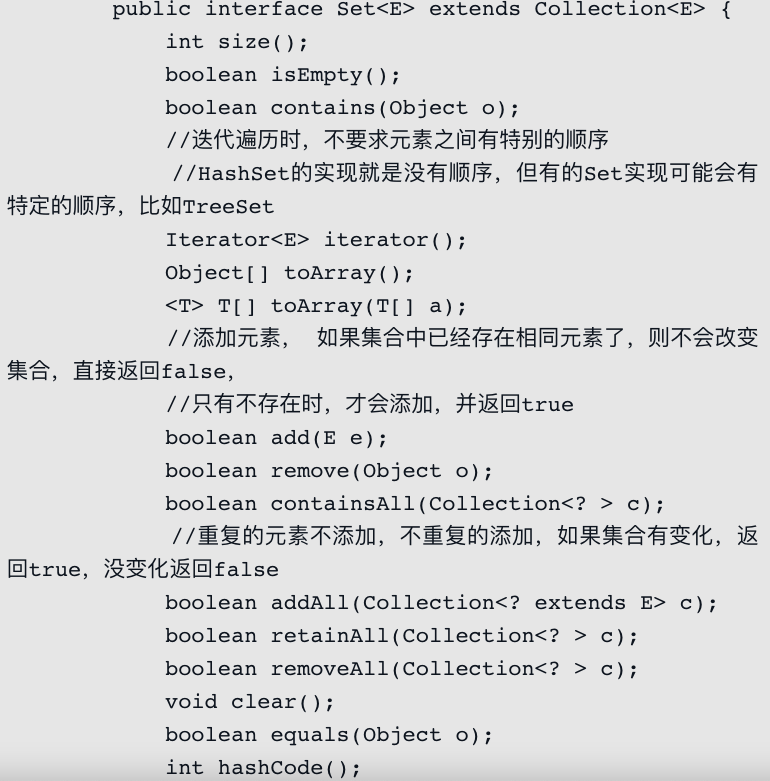 public interface Set<E> extends Collection<E> {
int size();
boolean isEmpty();
boolean contains(Object o);
//迭代遍历时，不要求元素之间有特别的顺序
//HashSet的实现就是没有顺序，但有的Set实现可能会有
特定的顺序，比如TreeSet
Iterator<E> iterator();
Object[] toArray();
<T> T[] toArray(T[] a);
//添加元素， 如果集合中已经存在相同元素了，则不会改变
集合，直接返回false，
//只有不存在时，才会添加，并返回true
boolean add(E e);
boolean remove(Object o);
boolean containsAll(Collection<? > c);
//重复的元素不添加，不重复的添加，如果集合有变化，返
回true，没变化返回false
boolean addAll(Collection<? extends E> c);
boolean retainAll(Collection<? > c);
boolean removeAll(Collection<? > c);
void clear();
boolean equals(Object o);
int hashCode();